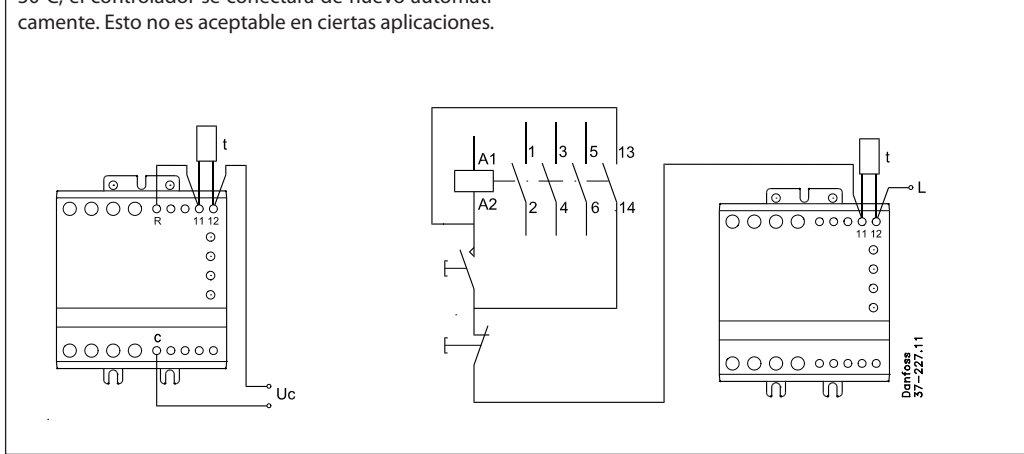 50°C, el controlador se conectará de nuevo automáti-
camente. Esto no es aceptable en ciertas aplicaciones.
t
R
11 12
c
Uc
A1
A2
1
3
5
13
2
4
6
14
t
L
11 12
Danfoss
37-227.11